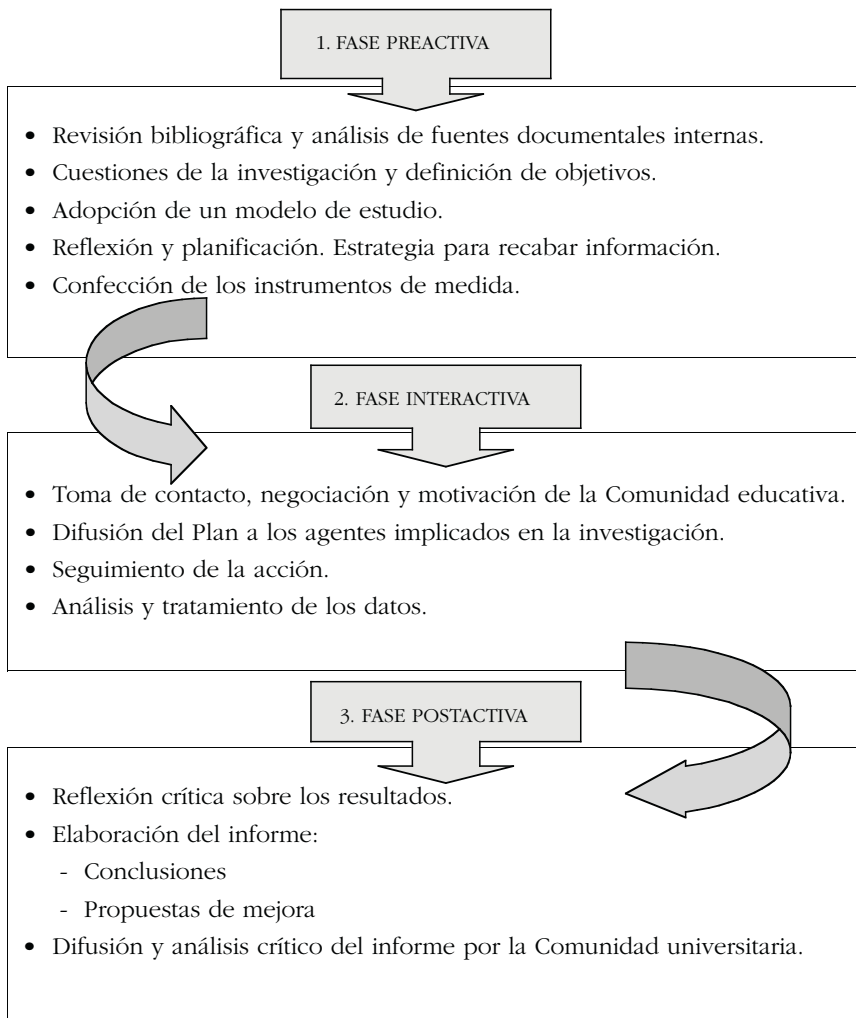 1. FASE PREACTIVA
• Revisión bibliográfica y análisis de fuentes documentales internas.
• Cuestiones de la investigación y definición de objetivos.
• Adopción de un modelo de estudio.
• Reflexión y planificación. Estrategia para recabar información.
• Confección de los instrumentos de medida.
2. FASE INTERACTIVA
• Toma de contacto, negociación y motivación de la Comunidad educativa.
• Difusión del Plan a los agentes implicados en la investigación.
• Seguimiento de la acción.
• Análisis y tratamiento de los datos.
3. FASE POSTACTIVA
• Reflexión crítica sobre los resultados.
• Elaboración del informe:
- Conclusiones
- Propuestas de mejora
• Difusión y análisis crítico del informe por la Comunidad universitaria.